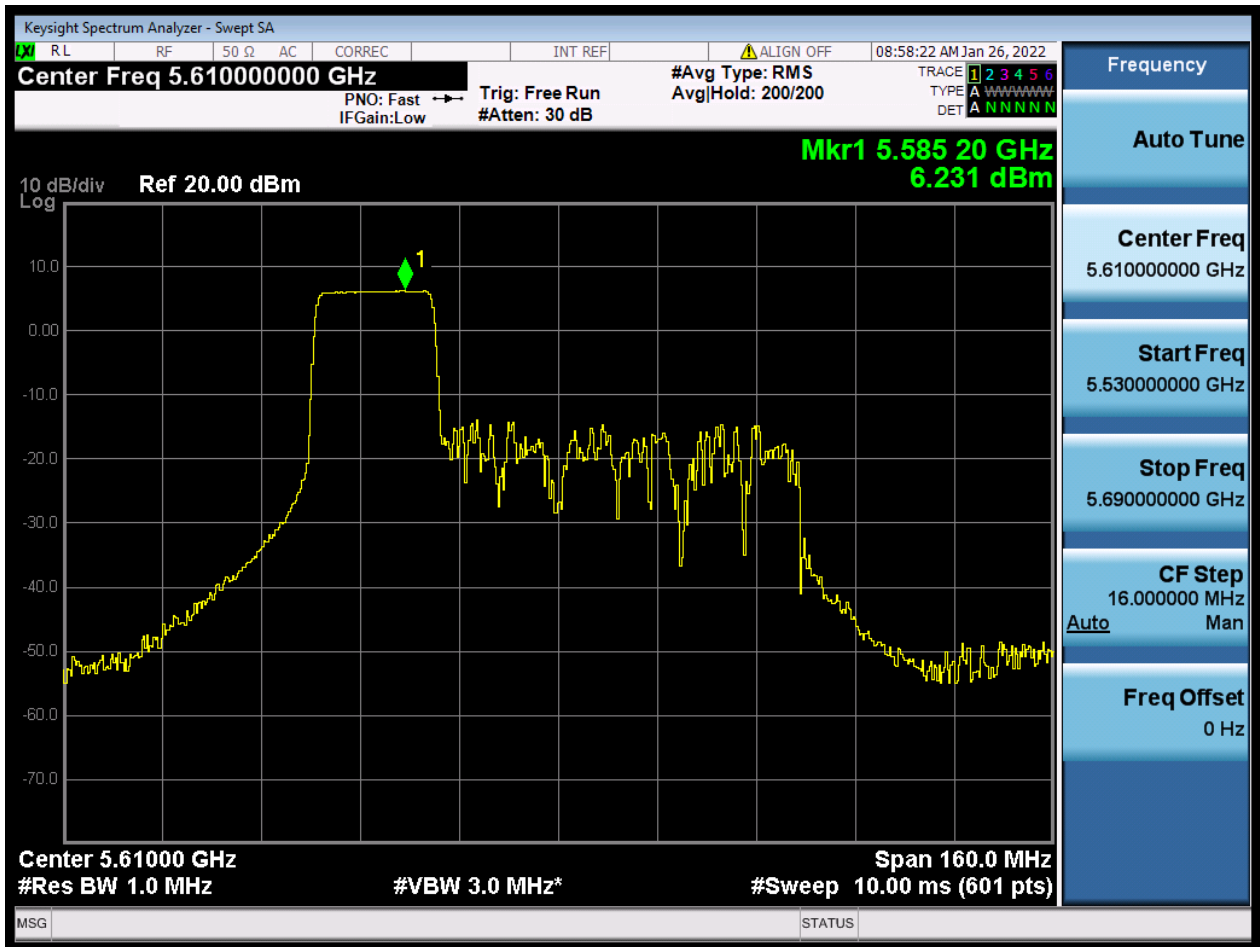 Keysight Spectrum Analyzer - Swept SA
LXI RL RF 50 Ω AC CORREC INT REF ALIGN OFF 08:58:22 AM Jan 26, 2022
Center Freq 5.610000000 GHz
PNO: Fast
IFGain:Low
Trig: Free Run
#Atten: 30 dB
#Avg Type: RMS
Avg|Hold: 200/200
TRACE 1 2 3 4 5 6
TYPE A WWWWW
DET A N N N N N
Mkr1 5.585 20 GHz
6.231 dBm
10 dB/div Ref 20.00 dBm
Log
1
10.0
0.00
-10.0
-20.0
-30.0
-40.0
-50.0
-60.0
-70.0
Center 5.61000 GHz Span 160.0 MHz
#Res BW 1.0 MHz #VBW 3.0 MHz* #Sweep 10.00 ms (601 pts)
MSG STATUS
Frequency
Auto Tune
Center Freq
5.610000000 GHz
Start Freq
5.530000000 GHz
Stop Freq
5.690000000 GHz
CF Step
16.000000 MHz
Auto Man
Freq Offset
0 Hz